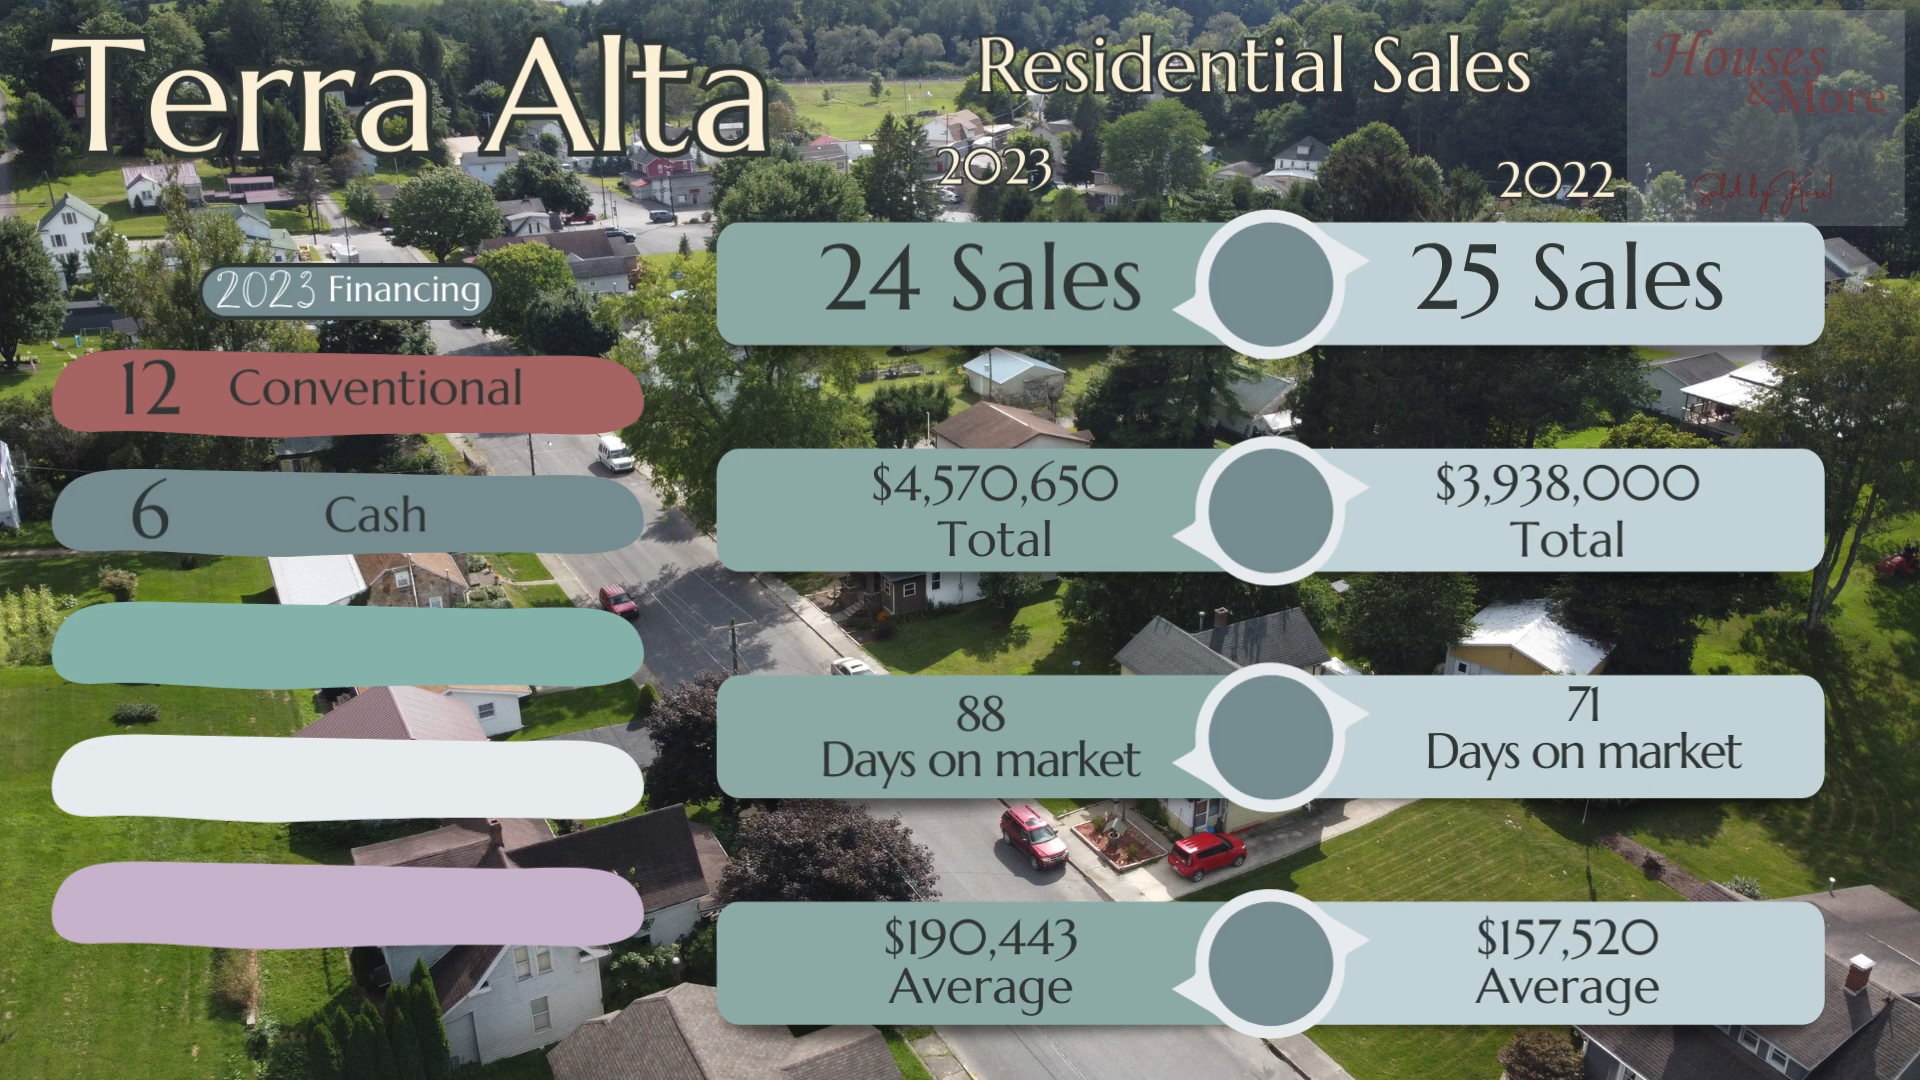 Terra Alta
Residential Sales
Houses
&More
2023
2022
24 Sales
25 Sales
2023 Financing
12 Conventional
6 Cash
$4,570,650
Total
$3,938,000
Total
88
Days on market
71
Days on market
$190,443
Average
$157,520
Average